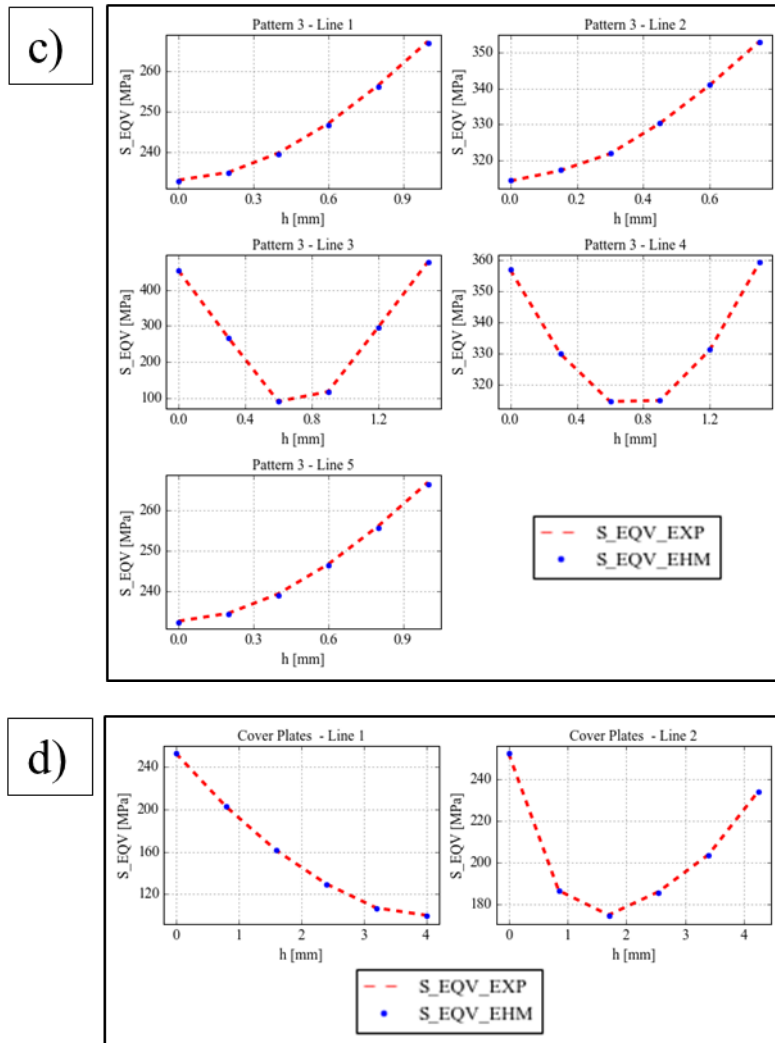 c)
Pattern 3 - Line 1
S_EQV [MPa]
260
250
240
0.0 0.3 0.6 0.9
h [mm]
Pattern 3 - Line 2
S_EQV [MPa]
350
340
330
320
0.0 0.2 0.4 0.6
h [mm]
Pattern 3 - Line 3
S_EQV [MPa]
400
300
200
100
0.0 0.4 0.8 1.2
h [mm]
Pattern 3 - Line 4
S_EQV [MPa]
360
350
340
330
320
0.0 0.4 0.8 1.2
h [mm]
Pattern 3 - Line 5
S_EQV [MPa]
260
250
240
0.0 0.3 0.6 0.9
h [mm]
S_EQV_EXP
S_EQV_EHM
d)
Cover Plates - Line 1
S_EQV [MPa]
240
200
160
120
0 1 2 3 4
h [mm]
Cover Plates - Line 2
S_EQV [MPa]
240
220
200
180
0 1 2 3 4
h [mm]
S_EQV_EXP
S_EQV_EHM